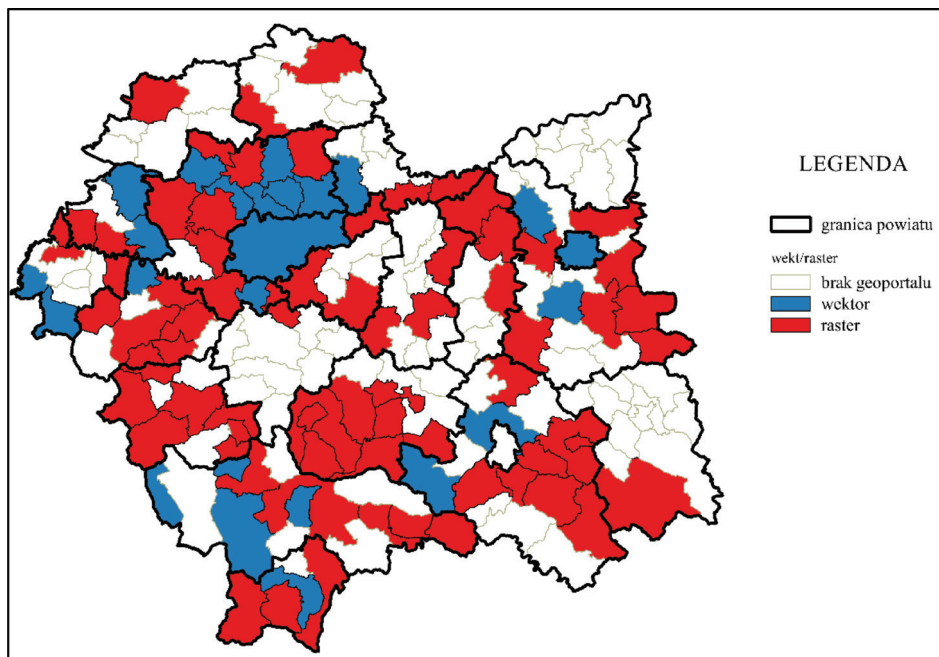 LEGENDA
granica powiatu
wekt/raster
brak geoportalu
wektor
raster